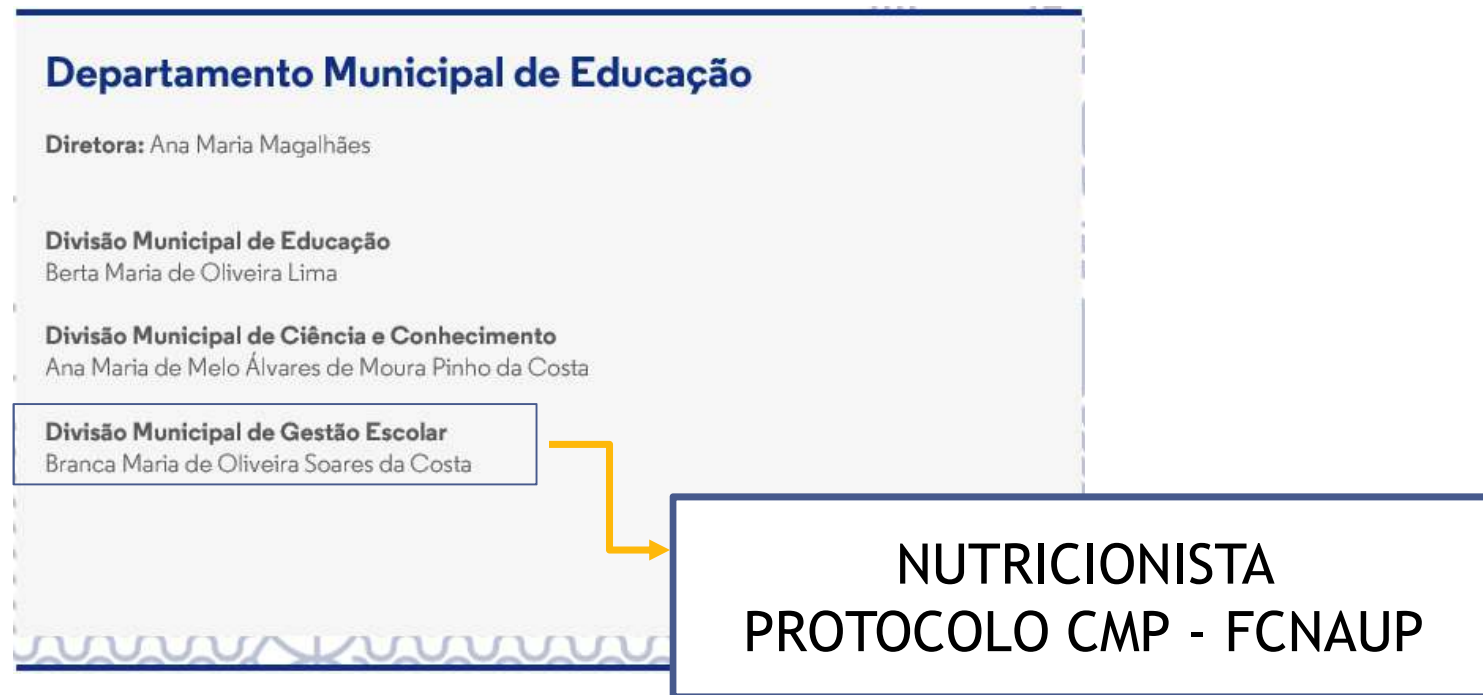 Departamento Municipal de Educação
Diretora: Ana Maria Magalhães
Divisão Municipal de Educação
Berta Maria de Oliveira Lima
Divisão Municipal de Ciência e Conhecimento
Ana Maria de Melo Álvares de Moura Pinho da Costa
Divisão Municipal de Gestão Escolar
Branca Maria de Oliveira Soares da Costa
NUTRICIONISTA
PROTOCOLO CMP - FCNAUP